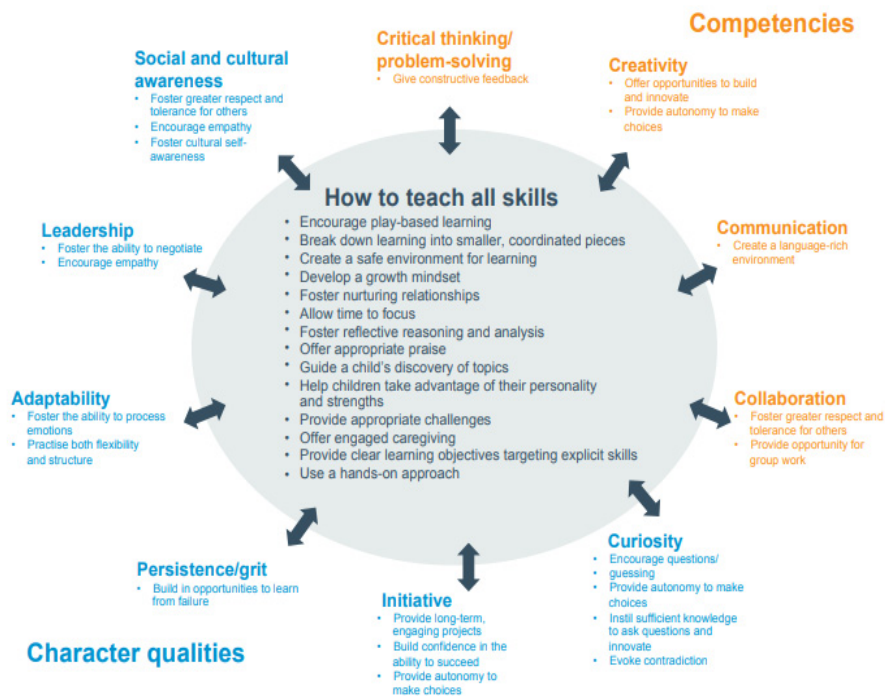 Competencies
Critical thinking/
problem-solving
• Give constructive feedback
Social and cultural
awareness
• Foster greater respect and
tolerance for others
• Encourage empathy
• Foster cultural self-
awareness
Creativity
• Offer opportunities to build
and innovate
• Provide autonomy to make
choices
How to teach all skills
• Encourage play-based learning
• Break down learning into smaller, coordinated pieces
• Create a safe environment for learning
• Develop a growth mindset
• Foster nurturing relationships
• Allow time to focus
• Foster reflective reasoning and analysis
• Offer appropriate praise
• Guide a child's discovery of topics
• Help children take advantage of their personality
and strengths
• Provide appropriate challenges
• Offer engaged caregiving
• Provide clear learning objectives targeting explicit skills
• Use a hands-on approach
Leadership
• Foster the ability to negotiate
• Encourage empathy
Communication
• Create a language-rich
environment
Adaptability
• Foster the ability to process
emotions
• Practise both flexibility
and structure
Collaboration
• Foster greater respect and
tolerance for others
• Provide opportunity for
group work
Persistence/grit
• Build in opportunities to learn
from failure
Initiative
• Provide long-term,
engaging projects
• Build confidence in the
ability to succeed
• Provide autonomy to
make choices
Curiosity
• Encourage questions/
• guessing
• Provide autonomy to make
choices
• Instil sufficient knowledge
to ask questions and
innovate
• Evoke contradiction
Character qualities